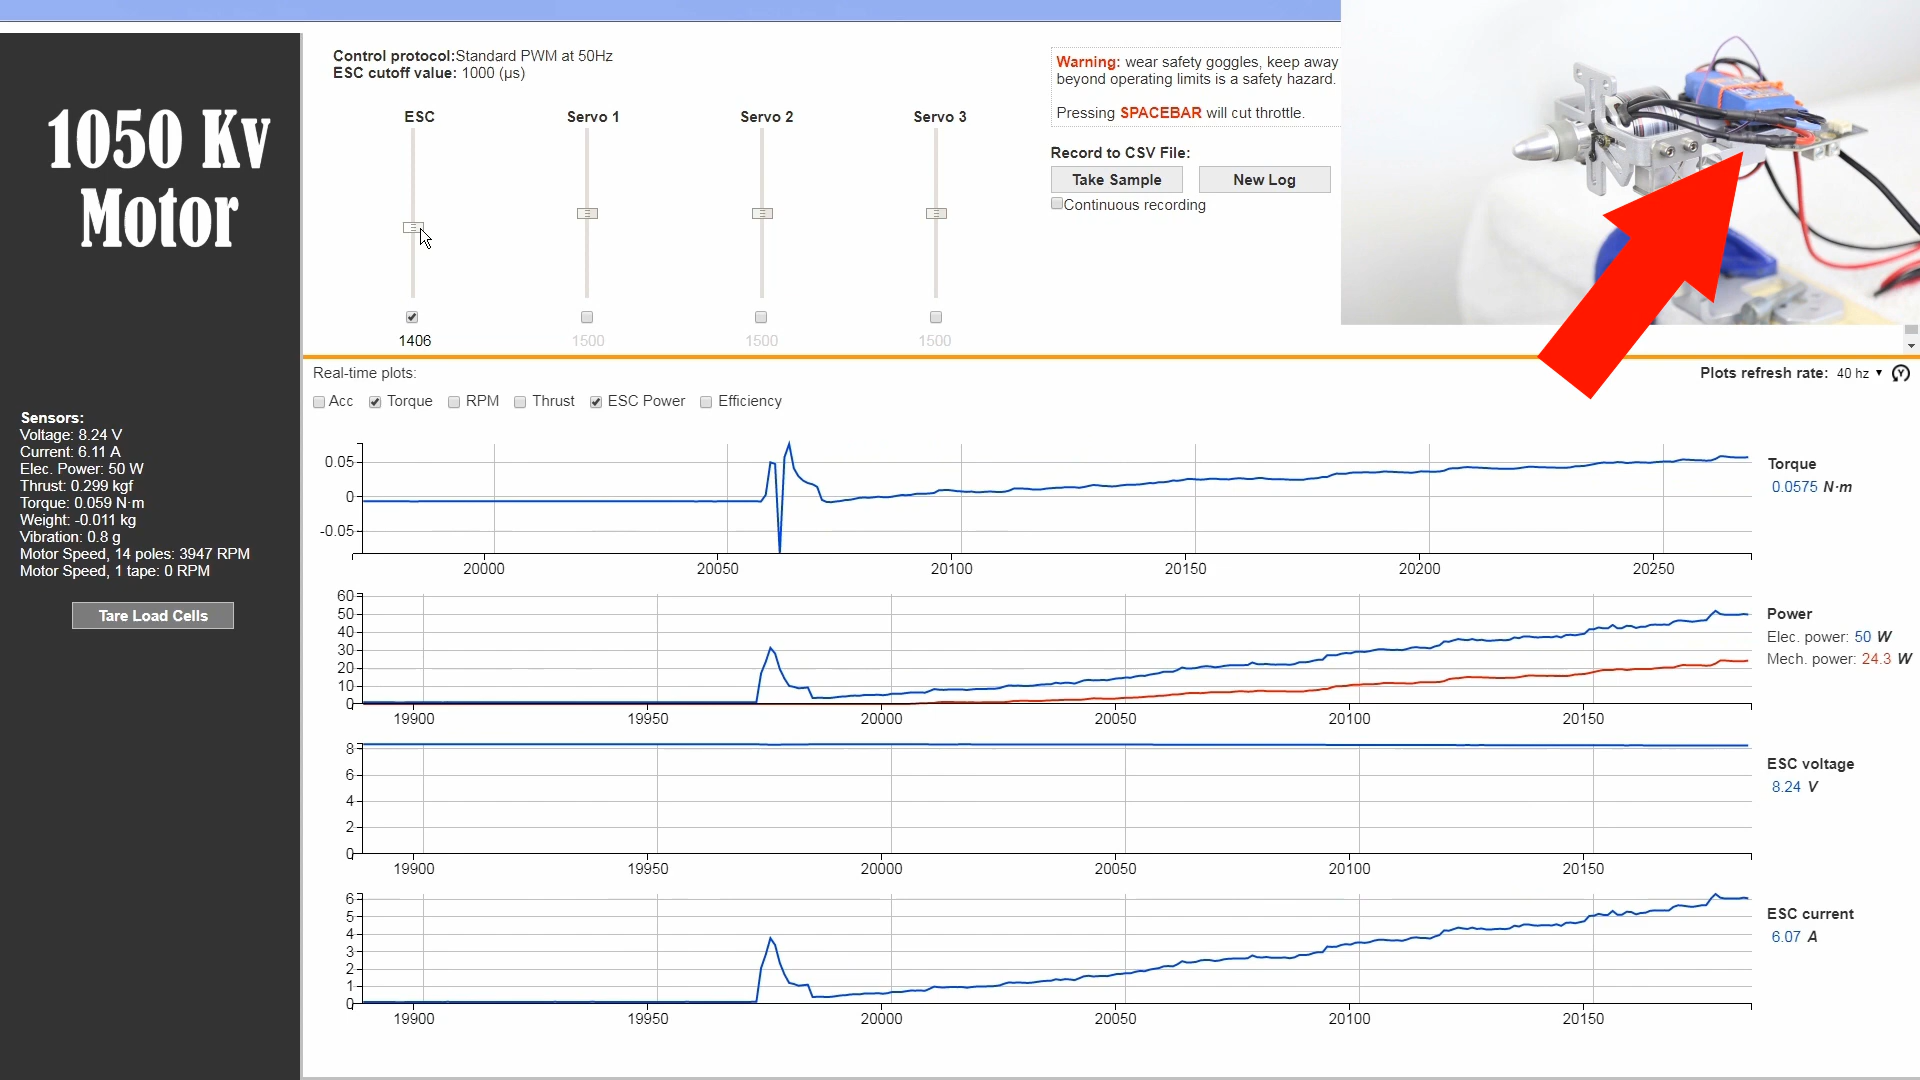 1050 Kv
Motor
Sensors:
Voltage: 8.24 V
Current: 6.11 A
Elec. Power: 50 W
Thrust: 0.299 kgf
Torque: 0.059 N·m
Weight: -0.011 kg
Vibration: 0.8 g
Motor Speed, 14 poles: 3947 RPM
Motor Speed, 1 tape: 0 RPM
Tare Load Cells
Control protocol:Standard PWM at 50Hz
ESC cutoff value: 1000 (µs)
ESC Servo 1 Servo 2 Servo 3
1406 1500 1500 1500
Warning: wear safety goggles, keep away
beyond operating limits is a safety hazard.
Pressing SPACEBAR will cut throttle.
Record to CSV File:
Take Sample New Log
Continuous recording
Real-time plots:
Plots refresh rate: 40 hz
Acc Torque RPM Thrust ESC Power Efficiency
0.05
0
-0.05
20000 20050 20100 20150 20200 20250
Torque
0.0575 N·m
60
50
40
30
20
10
0
19900 19950 20000 20050 20100 20150
Power
Elec. power: 50 W
Mech. power: 24.3 W
8
6
4
2
0
19900 19950 20000 20050 20100 20150
ESC voltage
8.24 V
6
5
4
3
2
1
0
19900 19950 20000 20050 20100 20150
ESC current
6.07 A